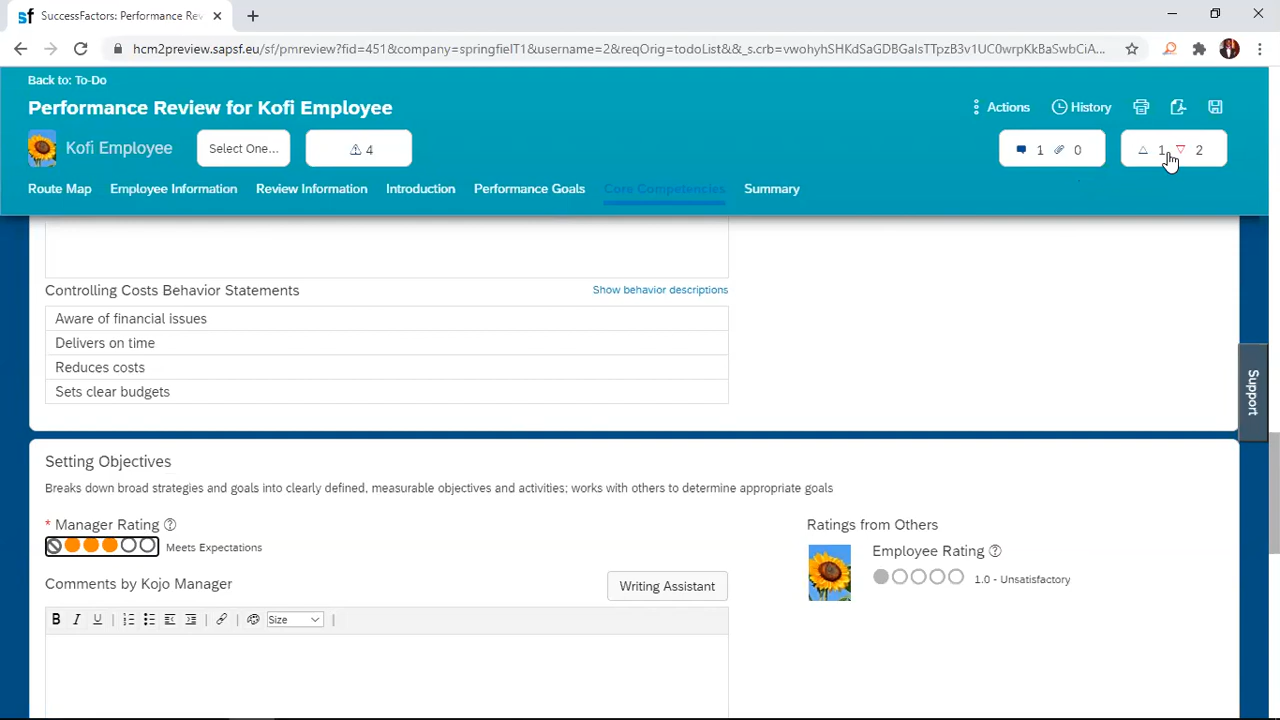 sf SuccessFactors: Performance Rev
hcm2preview.sapsf.eu/sf/pmreview?fid=451&company=springfieIT1&username=2&reqOrig=todoList&&_s.crb=vwohyhSHKdSaGDBGaIsTTpzB3v1UC0wrpKkBaSwbCiA...
Back to: To-Do
Performance Review for Kofi Employee
Actions History
Kofi Employee Select One... 4 1 0 1 2
Route Map Employee Information Review Information Introduction Performance Goals Core Competencies Summary
Controlling Costs Behavior Statements Show behavior descriptions
Aware of financial issues
Delivers on time
Reduces costs
Sets clear budgets
Support
Setting Objectives
Breaks down broad strategies and goals into clearly defined, measurable objectives and activities; works with others to determine appropriate goals
* Manager Rating Ratings from Others
Meets Expectations Employee Rating
1.0 - Unsatisfactory
Comments by Kojo Manager Writing Assistant
B I U Size